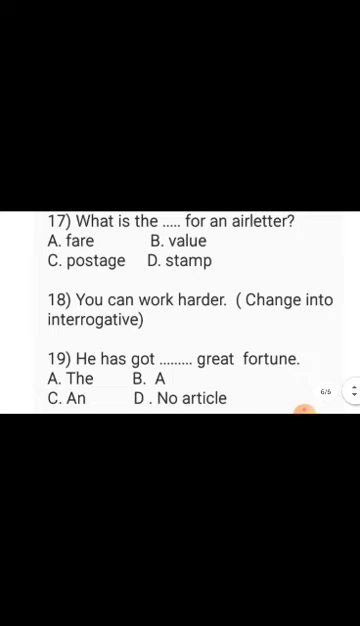 17) What is the ..... for an airletter?
A. fare B. value
C. postage D. stamp
18) You can work harder. ( Change into
interrogative)
19) He has got ......... great fortune.
A. The B. A
C. An D . No article
6/6